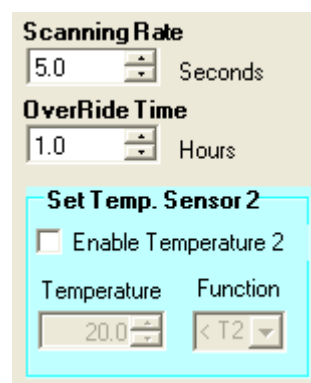 Scanning Rate
5.0 Seconds
OverRide Time
1.0 Hours
Set Temp. Sensor 2
Enable Temperature 2
Temperature Function
20.0 < T2